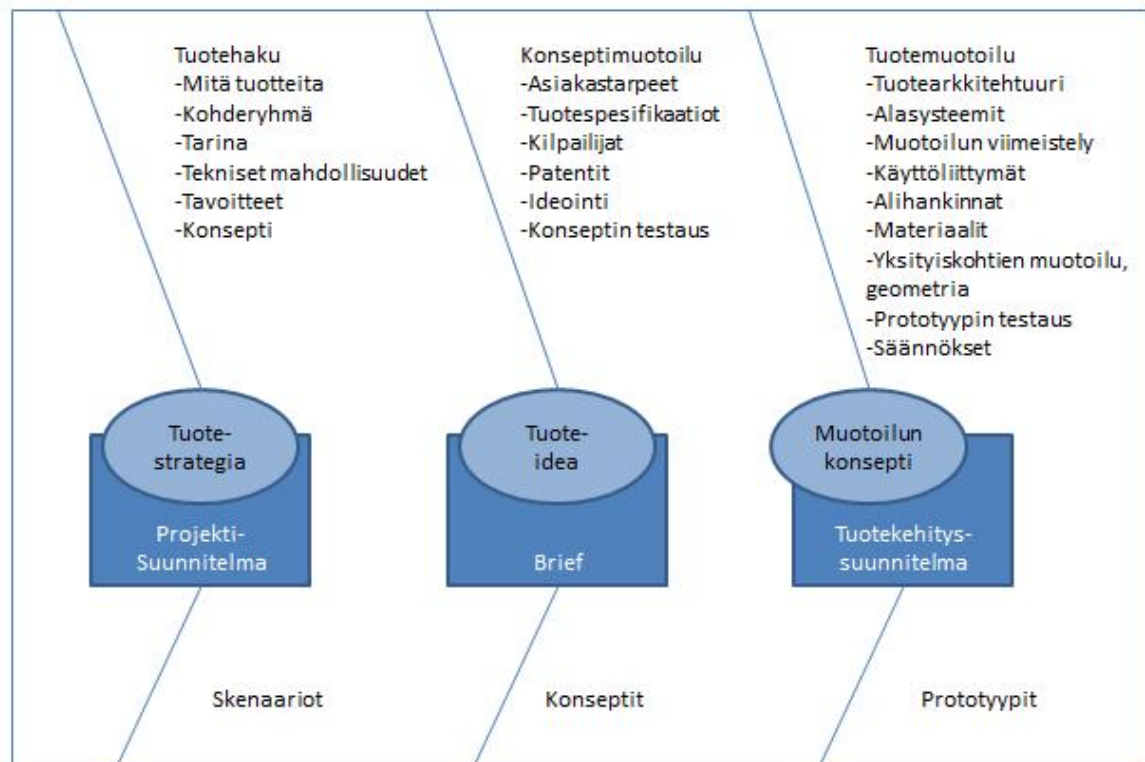 Tuotehaku
-Mitä tuotteita
-Kohderyhmä
-Tarina
-Tekniset mahdollisuudet
-Tavoitteet
-Konsepti
Konseptimuotoilu
-Asiakastarpeet
-Tuotespesifikaatiot
-Kilpailijat
-Patentit
-Ideointi
-Konseptin testaus
Tuotemuotoilu
-Tuotearkkitehtuuri
-Alasysteemit
-Muotoilun viimeistely
-Käyttöliittymät
-Alihankinnat
-Materiaalit
-Yksityiskohtien muotoilu,
geometria
-Prototyypin testaus
-Säännökset
Tuote-
strategia
Projekti-
Suunnitelma
Tuote-
idea
Brief
Muotoilun
konsepti
Tuotekehitys-
suunnitelma
Skenaariot
Konseptit
Prototyypit